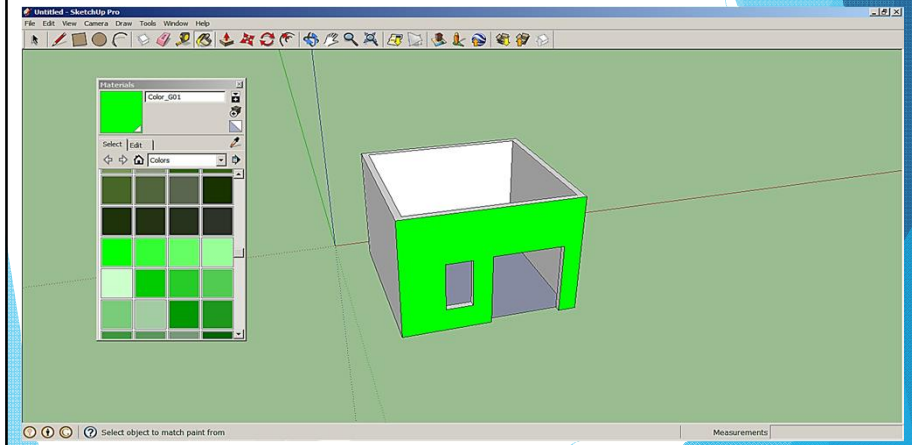 Untitled - SketchUp Pro
File Edit View Camera Draw Tools Window Help
Materials
Color_G01
Select Edit
Colors
Select object to match paint from
Measurements